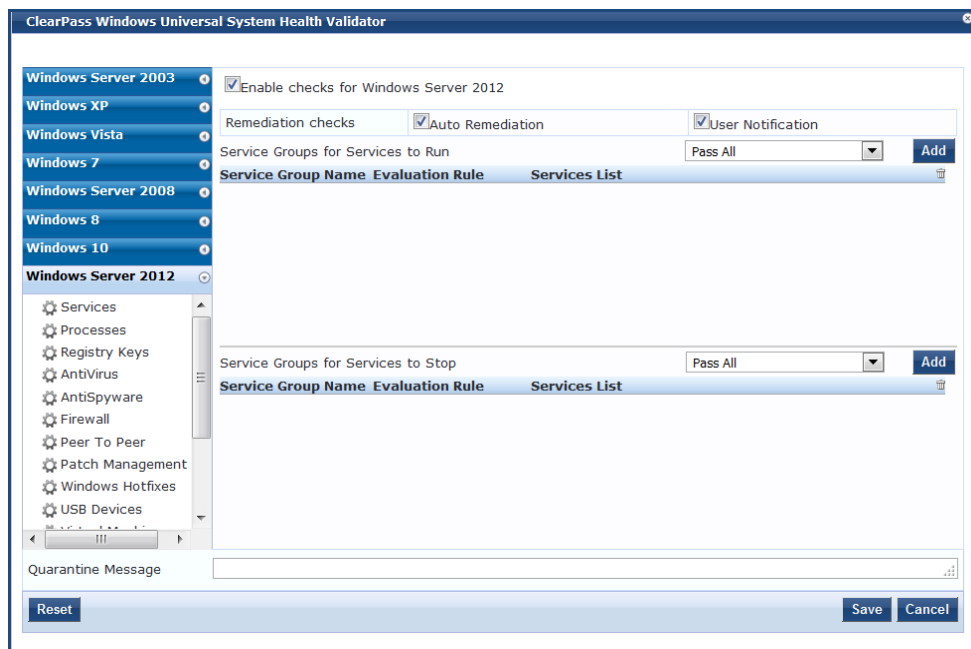 ClearPass Windows Universal System Health Validator
Windows Server 2003
Windows XP
Windows Vista
Windows 7
Windows Server 2008
Windows 8
Windows 10
Windows Server 2012
Services
Processes
Registry Keys
AntiVirus
AntiSpyware
Firewall
Peer To Peer
Patch Management
Windows Hotfixes
USB Devices
Enable checks for Windows Server 2012
Remediation checks Auto Remediation User Notification
Service Groups for Services to Run Pass All Add
Service Group Name Evaluation Rule Services List
Service Groups for Services to Stop Pass All Add
Service Group Name Evaluation Rule Services List
Quarantine Message
Reset Save Cancel